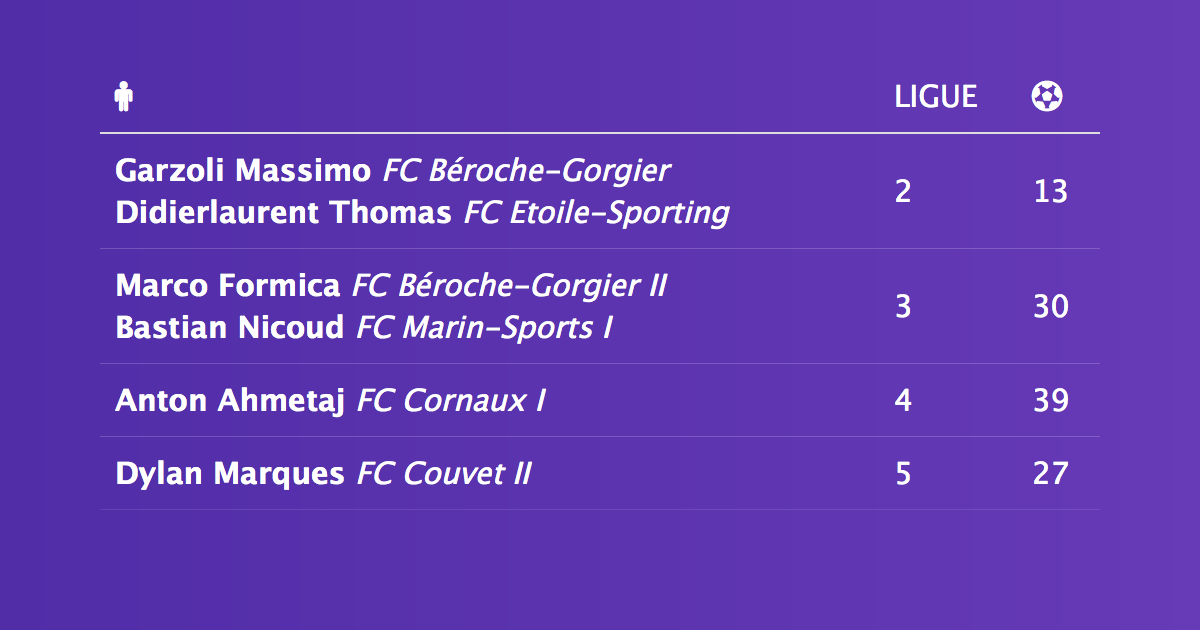 LIGUE
Garzoli Massimo FC Béroche-Gorgier
Didierlaurent Thomas FC Etoile-Sporting
2 13
Marco Formica FC Béroche-Gorgier II
Bastian Nicoud FC Marin-Sports I
3 30
Anton Ahmetaj FC Cornaux I 4 39
Dylan Marques FC Couvet II 5 27